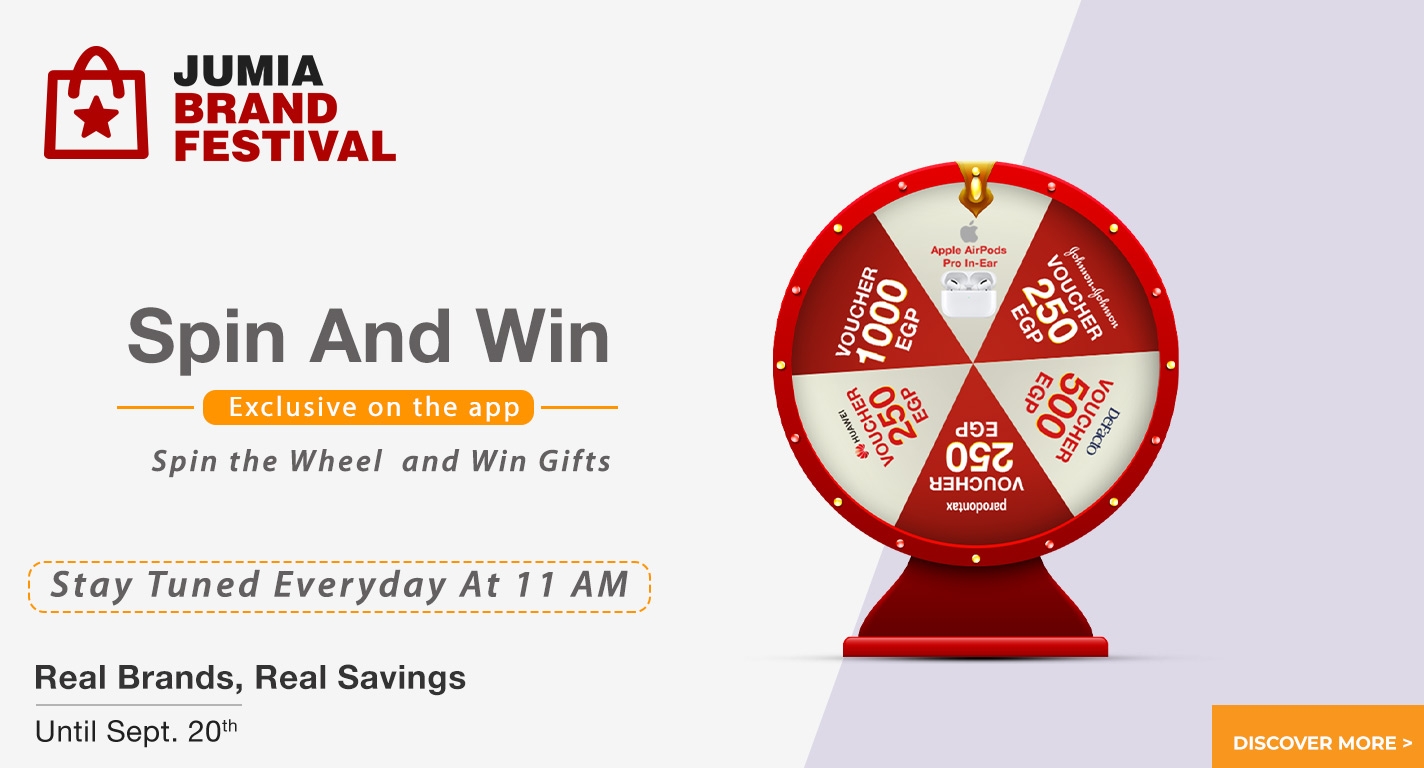 JUMIA
BRAND
FESTIVAL
Spin And Win
Exclusive on the app
Spin the Wheel and Win Gifts
Stay Tuned Everyday At 11 AM
Real Brands, Real Savings
Until Sept. 20th
Apple AirPods
Pro In-Ear
Johnson & Johnson
VOUCHER
250
EGP
DeFacto
VOUCHER
500
EGP
parodontax
VOUCHER
250
EGP
HUAWEI
VOUCHER
250
EGP
VOUCHER
1000
EGP
DISCOVER MORE >